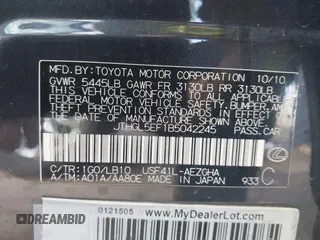 MFD. BY: TOYOTA MOTOR CORPORATION 10/10
GVWR 5445LB GAWR FR 3130LB RR 3130LB
THIS VEHICLE CONFORMS TO ALL APPLICABLE
FEDERAL MOTOR VEHICLE SAFETY, BUMPER, AND
THEFT PREVENTION STANDARDS IN EFFECT ON
THE DATE OF MANUFACTURE SHOWN ABOVE.
JTHGL5EF1B5042245
PASS. CAR
C/TR: 1G0/LB10 USF41L-AEZGHA
A/TM: A01A/AA80E MADE IN JAPAN 933 C
0121505
www.MyDealerLot.com